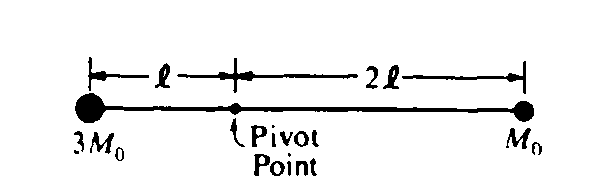 ℓ 2ℓ
3M₀ Pivot M₀
Point